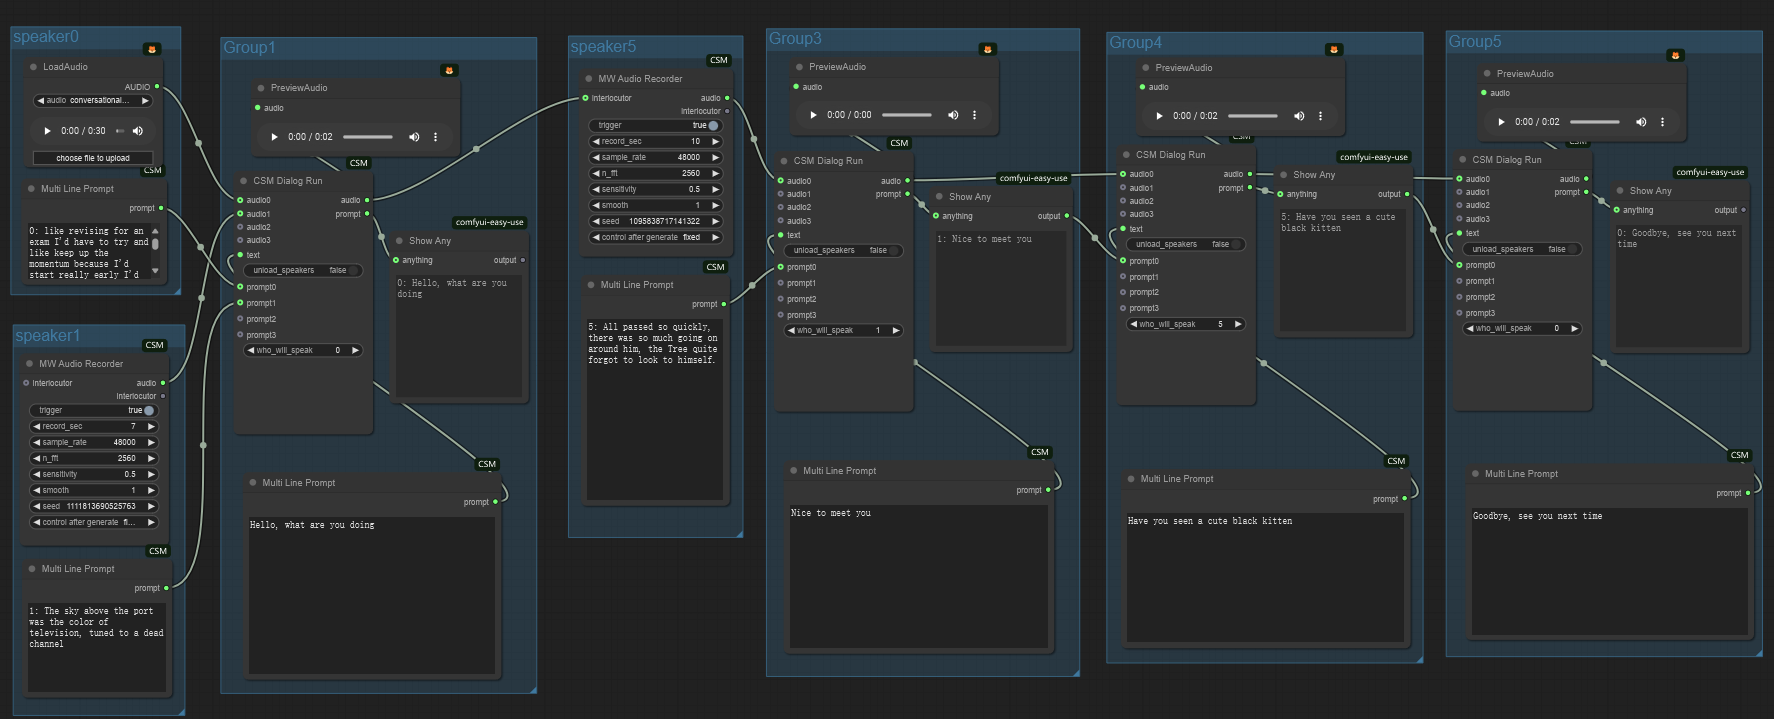 speaker0
LoadAudio
AUDIO
audio conversational...
0:00 / 0:30
choose file to upload
CSM
Multi Line Prompt
prompt
0: like revising for an
exam I'd have to try and
like keep up the
momentum because I'd
start really early I'd
speaker1
CSM
MW Audio Recorder
interlocutor
audio
interlocutor
trigger true
record_sec 7
sample_rate 48000
n_fft 2560
sensitivity 0.5
smooth 1
seed 1111813690525763
control after generate fi...
CSM
Multi Line Prompt
prompt
1: The sky above the port
was the color of
television, tuned to a dead
channel
Group1
PreviewAudio
audio
0:00 / 0:02
CSM
CSM Dialog Run
audio0
audio
audio1
prompt
audio2
audio3
text
unload_speakers false
prompt0
prompt1
prompt2
prompt3
who_will_speak 0
comfyui-easy-use
Show Any
anything
output
0: Hello, what are you
doing
CSM
Multi Line Prompt
prompt
Hello, what are you doing
speaker5
CSM
MW Audio Recorder
interlocutor
audio
interlocutor
trigger true
record_sec 10
sample_rate 48000
n_fft 2560
sensitivity 0.5
smooth 1
seed 1095838717141322
control after generate fixed
CSM
Multi Line Prompt
prompt
5: All passed so quickly,
there was so much going on
around him, the Tree quite
forgot to look to himself.
Group3
PreviewAudio
audio
0:00 / 0:00
CSM
CSM Dialog Run
audio0
audio
audio1
prompt
audio2
audio3
text
unload_speakers false
prompt0
prompt1
prompt2
prompt3
who_will_speak 1
comfyui-easy-use
Show Any
anything
output
1: Nice to meet you
CSM
Multi Line Prompt
prompt
Nice to meet you
Group4
PreviewAudio
audio
0:00 / 0:02
CSM
CSM Dialog Run
audio0
audio
audio1
prompt
audio2
audio3
text
unload_speakers false
prompt0
prompt1
prompt2
prompt3
who_will_speak 5
comfyui-easy-use
Show Any
anything
output
5: Have you seen a cute
black kitten
CSM
Multi Line Prompt
prompt
Have you seen a cute black kitten
Group5
PreviewAudio
audio
0:00 / 0:02
CSM
CSM Dialog Run
audio0
audio
audio1
prompt
audio2
audio3
text
unload_speakers false
prompt0
prompt1
prompt2
prompt3
who_will_speak 0
comfyui-easy-use
Show Any
anything
output
0: Goodbye, see you next
time
CSM
Multi Line Prompt
prompt
Goodbye, see you next time